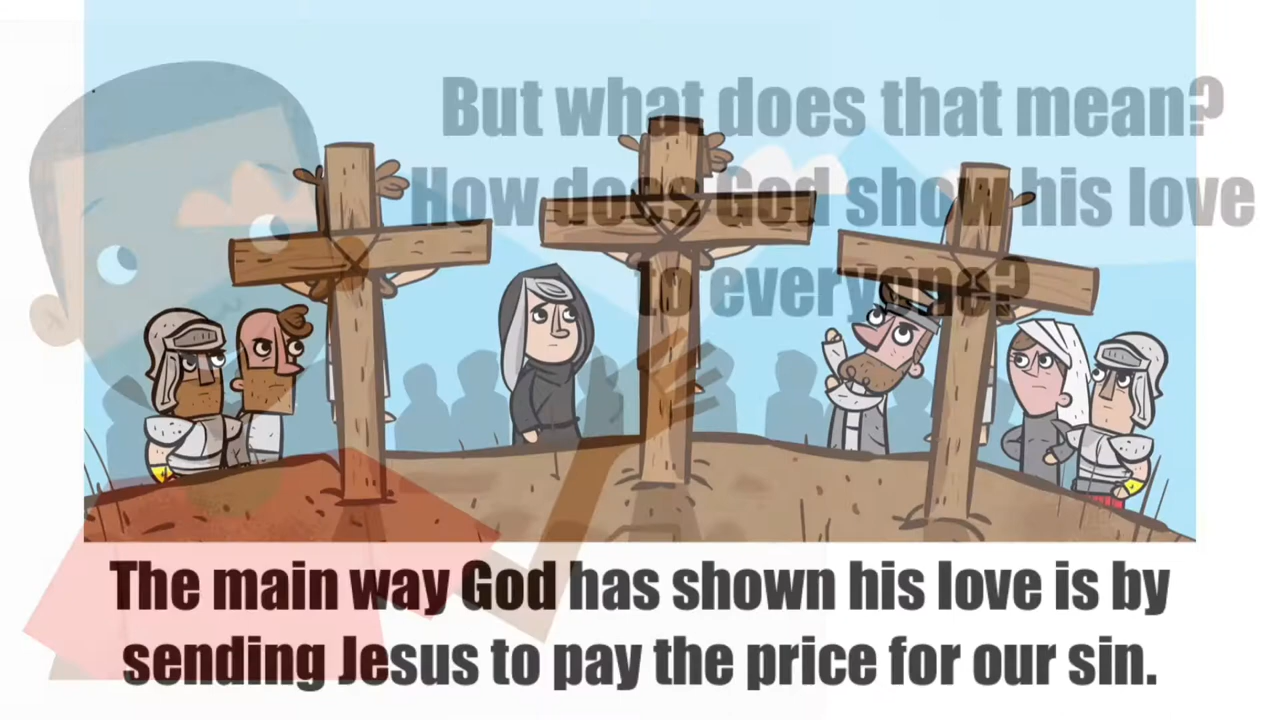 But what does that mean?
How does God show his love
to everyone?
The main way God has shown his love is by
sending Jesus to pay the price for our sin.